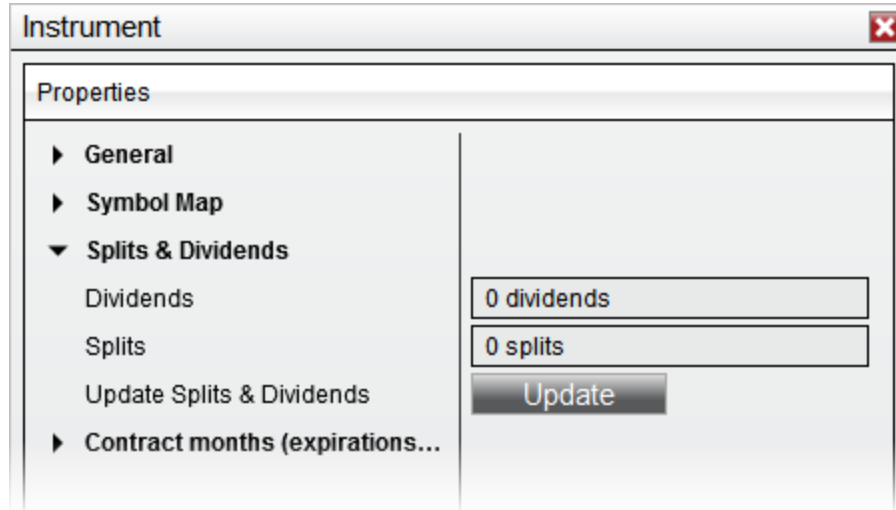 Instrument
Properties
General
Symbol Map
Splits & Dividends
Dividends 0 dividends
Splits 0 splits
Update Splits & Dividends Update
Contract months (expirations...